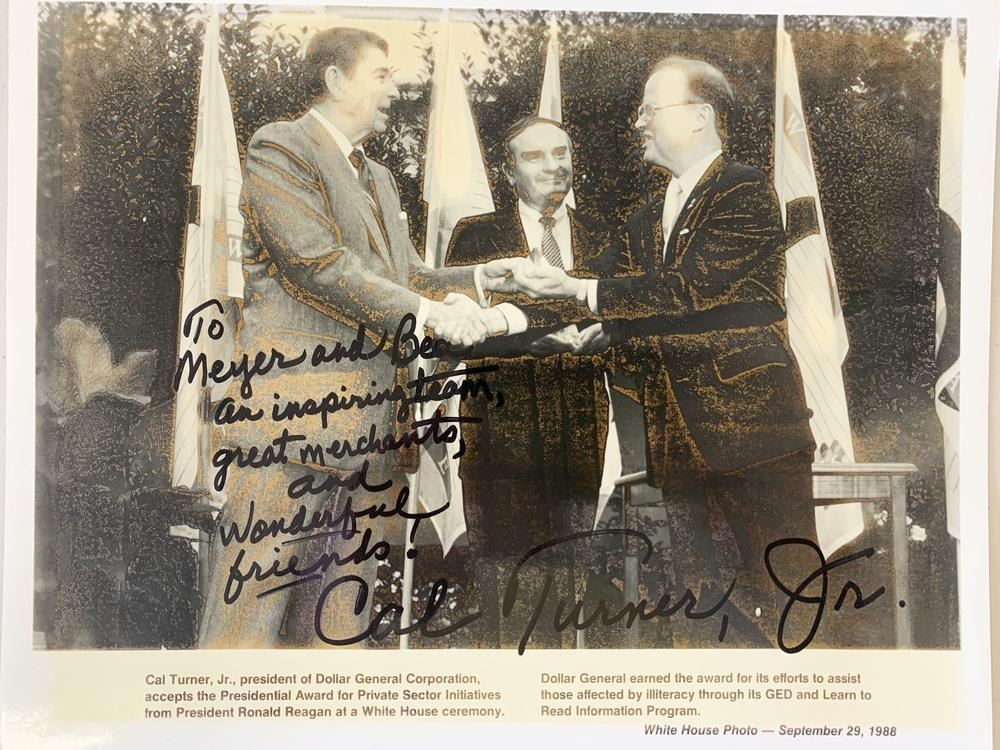 To
Meyer and Bea
an inspiring team,
great merchants,
and
wonderful
friends!
Cal Turner, Jr.
Cal Turner, Jr., president of Dollar General Corporation,
accepts the Presidential Award for Private Sector Initiatives
from President Ronald Reagan at a White House ceremony.
Dollar General earned the award for its efforts to assist
those affected by illiteracy through its GED and Learn to
Read Information Program.
White House Photo — September 29, 1988